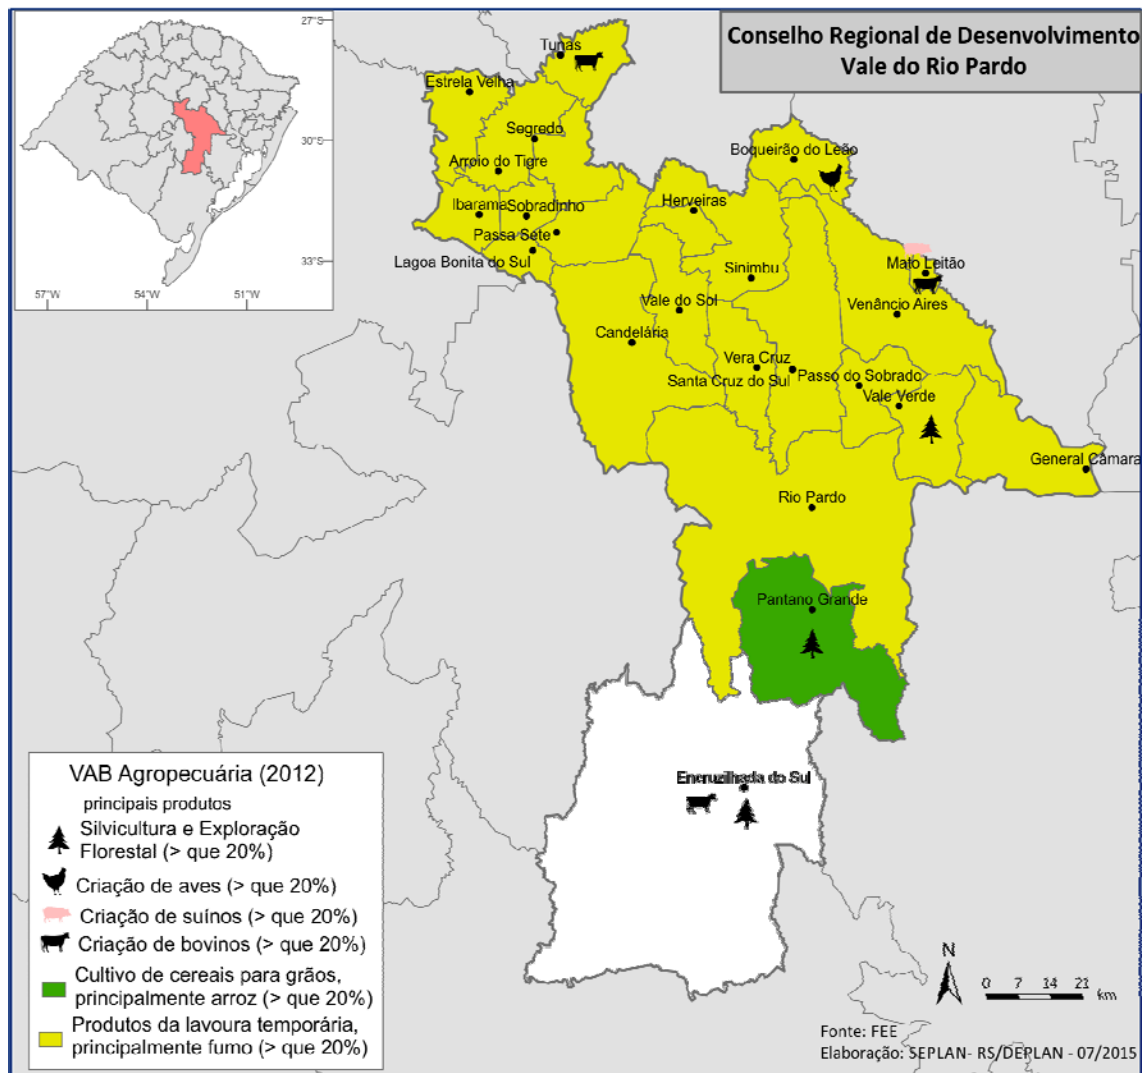 Conselho Regional de Desenvolvimento
Vale do Rio Pardo
27°S
30°S
33°S
57°W
54°W
51°W
Tunas
Estrela Velha
Segredo
Boqueirão do Leão
Arroio do Tigre
Ibarama
Sobradinho
Herveiras
Passa Sete
Lagoa Bonita do Sul
Sinimbu
Mato Leitão
Vale do Sol
Venâncio Aires
Candelária
Vera Cruz
Santa Cruz do Sul
Passo do Sobrado
Vale Verde
General Câmara
Rio Pardo
Pantano Grande
Encruzilhada do Sul
VAB Agropecuária (2012)
principais produtos
Silvicultura e Exploração
Florestal (> que 20%)
Criação de aves (> que 20%)
Criação de suínos (> que 20%)
Criação de bovinos (> que 20%)
Cultivo de cereais para grãos,
principalmente arroz (> que 20%)
Produtos da lavoura temporária,
principalmente fumo (> que 20%)
N
0 7 14 21
km
Fonte: FEE
Elaboração: SEPLAN- RS/DEPLAN - 07/2015